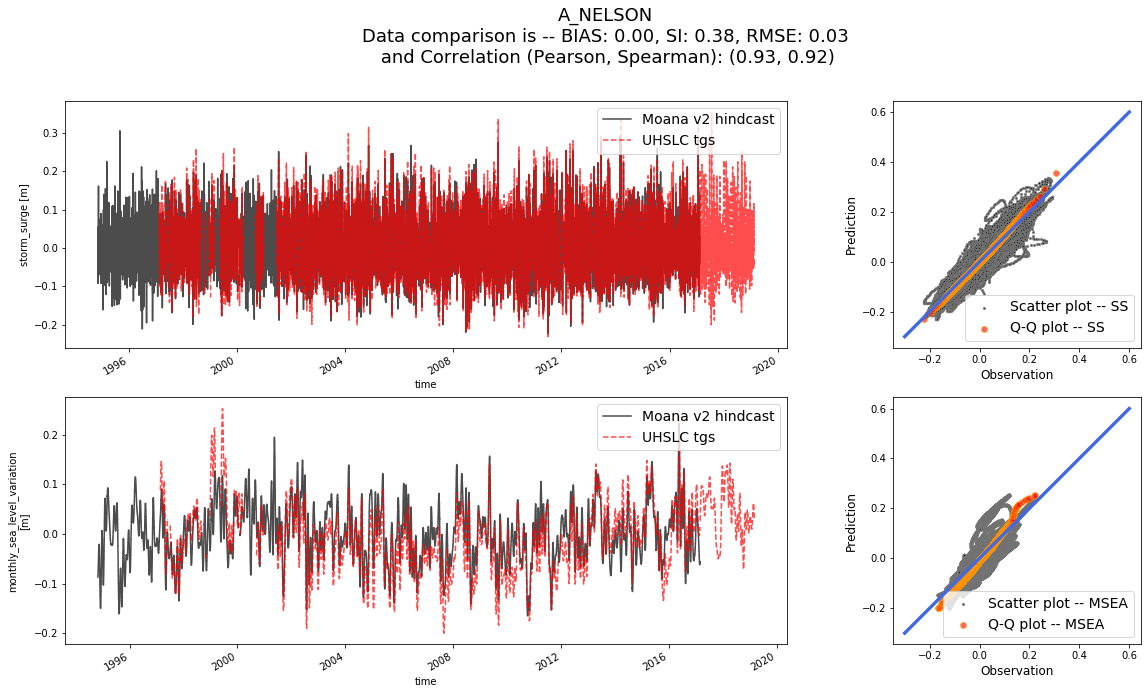 A_NELSON
Data comparison is -- BIAS: 0.00, SI: 0.38, RMSE: 0.03
and Correlation (Pearson, Spearman): (0.93, 0.92)
storm_surge [m]
0.3
0.2
0.1
0.0
−0.1
−0.2
Moana v2 hindcast
UHSLC tgs
1996
2000
2004
2008
2012
2016
2020
time
Prediction
0.6
0.4
0.2
0.0
−0.2
Scatter plot -- SS
Q-Q plot -- SS
−0.2
0.0
0.2
0.4
0.6
Observation
monthly_sea_level_variation
[m]
0.2
0.1
0.0
−0.1
−0.2
Moana v2 hindcast
UHSLC tgs
1996
2000
2004
2008
2012
2016
2020
time
Prediction
0.6
0.4
0.2
0.0
−0.2
Scatter plot -- MSEA
Q-Q plot -- MSEA
−0.2
0.0
0.2
0.4
0.6
Observation